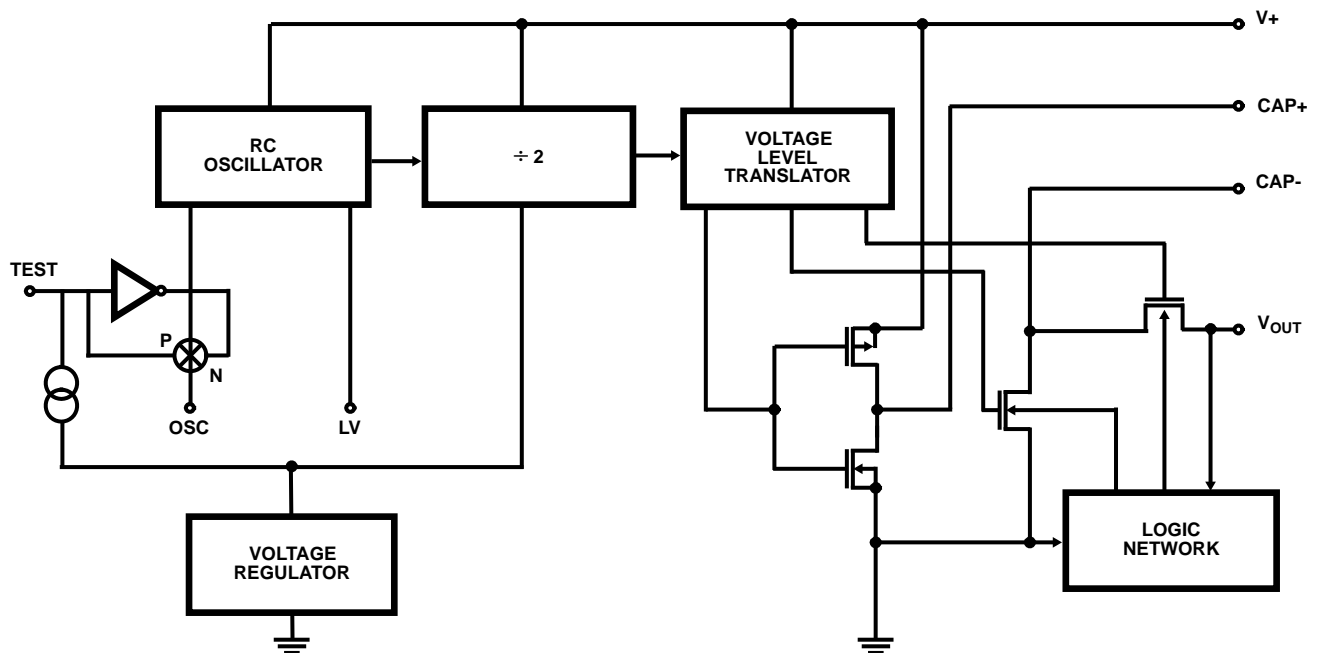 V+
CAP+
RC
OSCILLATOR
÷ 2
VOLTAGE
LEVEL
TRANSLATOR
CAP-
TEST
P
N
OSC
LV
VOUT
VOLTAGE
REGULATOR
LOGIC
NETWORK